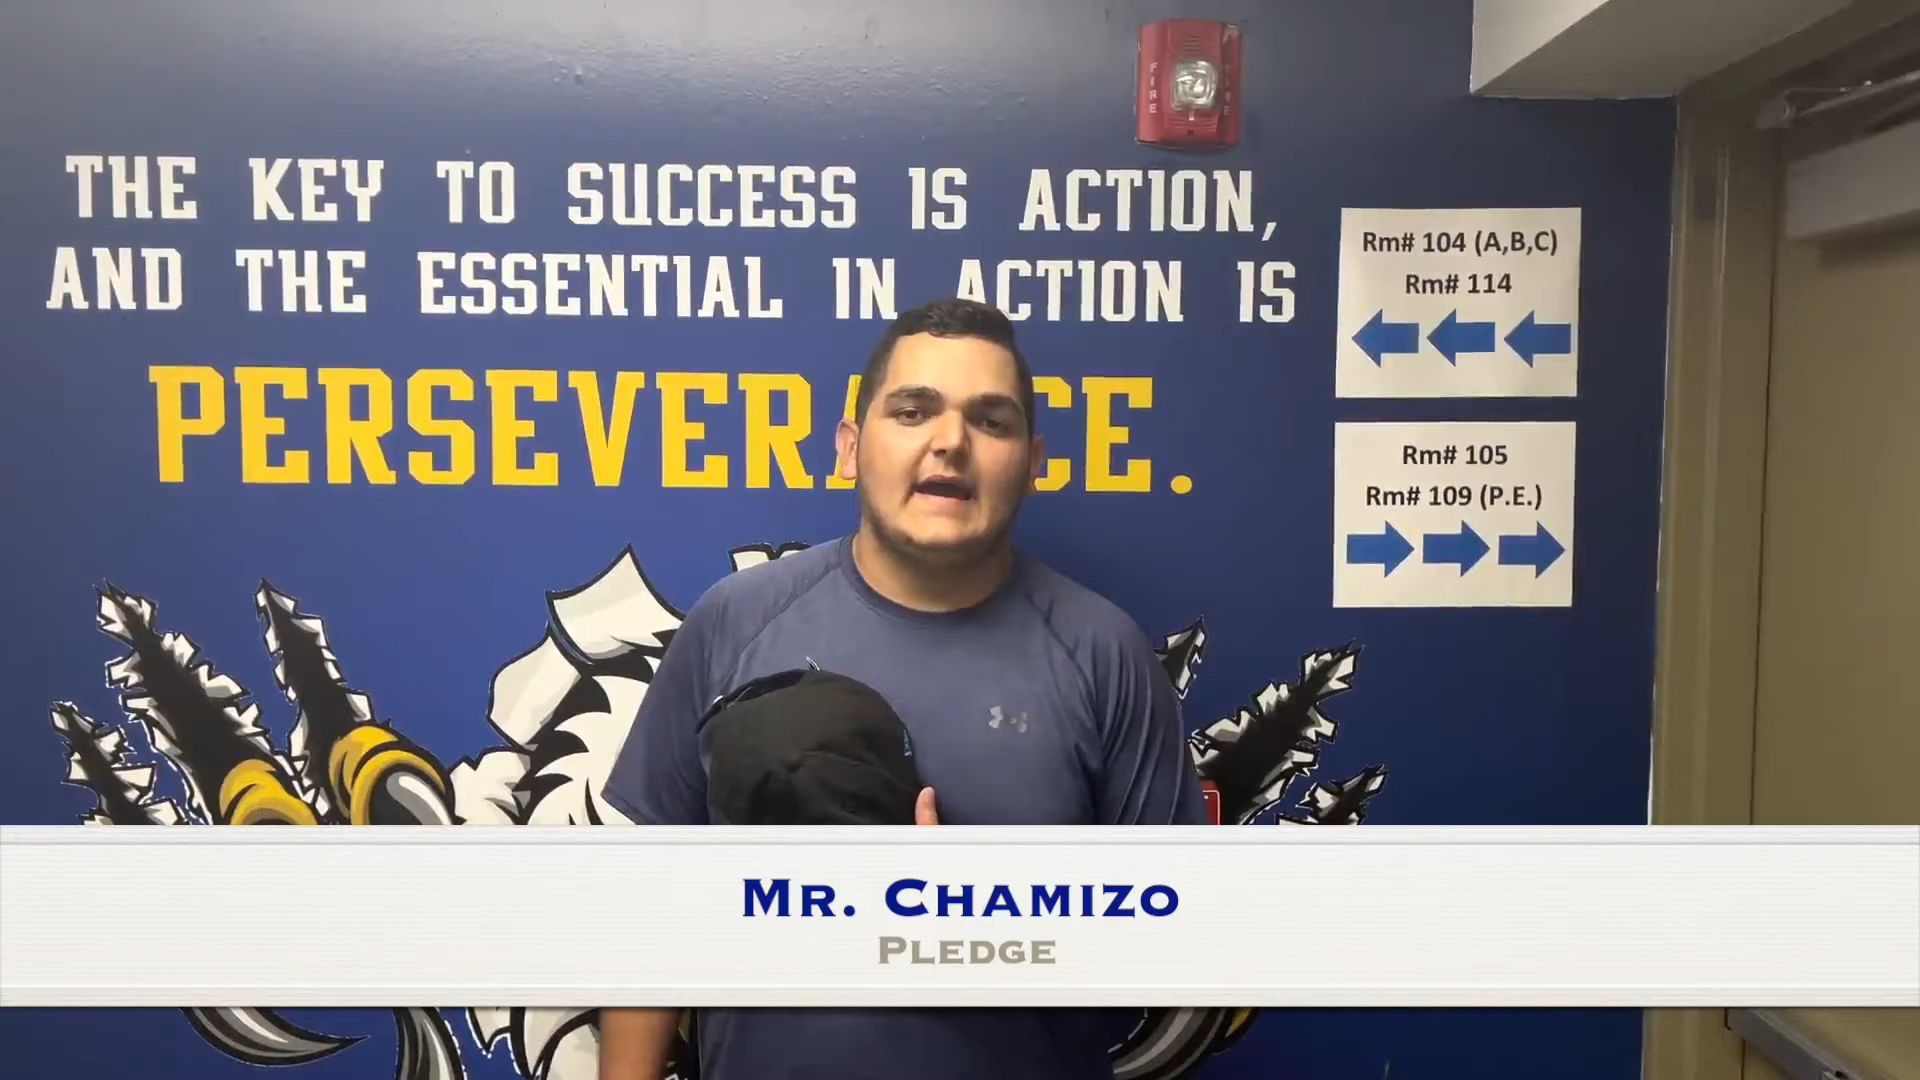 FIRE
THE KEY TO SUCCESS IS ACTION,
AND THE ESSENTIAL IN ACTION IS
Rm# 104 (A,B,C)
Rm# 114
Rm# 105
Rm# 109 (P.E.)
MR. CHAMIZO
PLEDGE